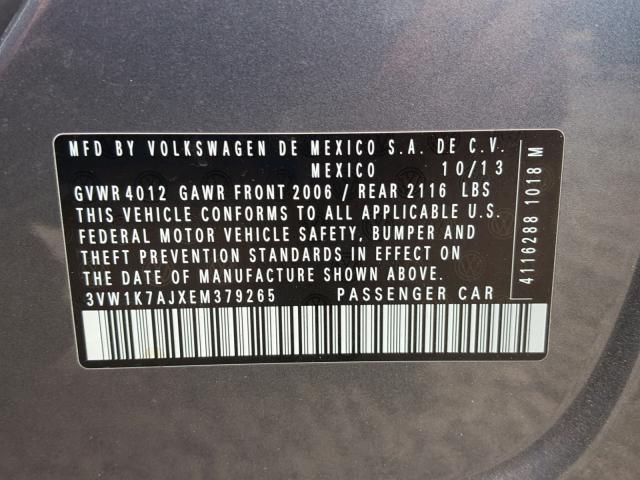 MFD BY VOLKSWAGEN DE MEXICO S.A. DE C.V.
MEXICO 10/13
GVWR 4012 GAWR FRONT 2006 / REAR 2116 LBS
THIS VEHICLE CONFORMS TO ALL APPLICABLE U.S.
FEDERAL MOTOR VEHICLE SAFETY, BUMPER AND
THEFT PREVENTION STANDARDS IN EFFECT ON
THE DATE OF MANUFACTURE SHOWN ABOVE.
3VW1K7AJXEM379265 PASSENGER CAR
4116288 1018 M